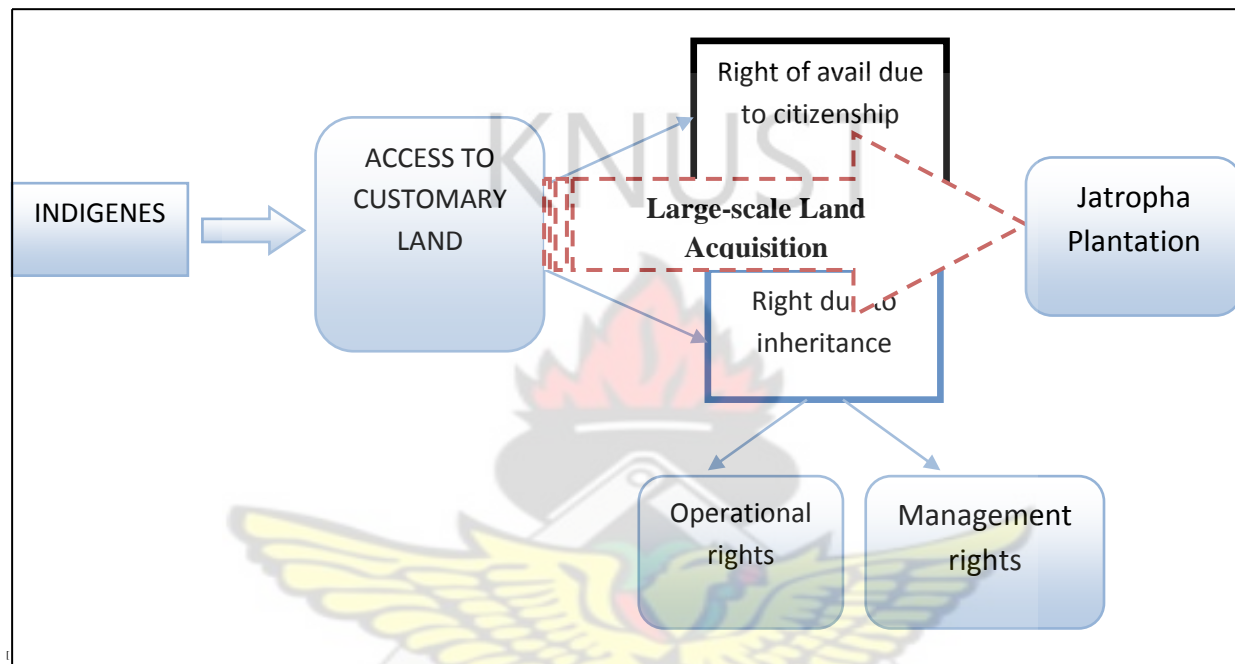 KNUST
Right of avail due
to citizenship
ACCESS TO
CUSTOMARY
LAND
INDIGENES
Large-scale Land
Acquisition
Jatropha
Plantation
Right due to
inheritance
Operational
rights
Management
rights